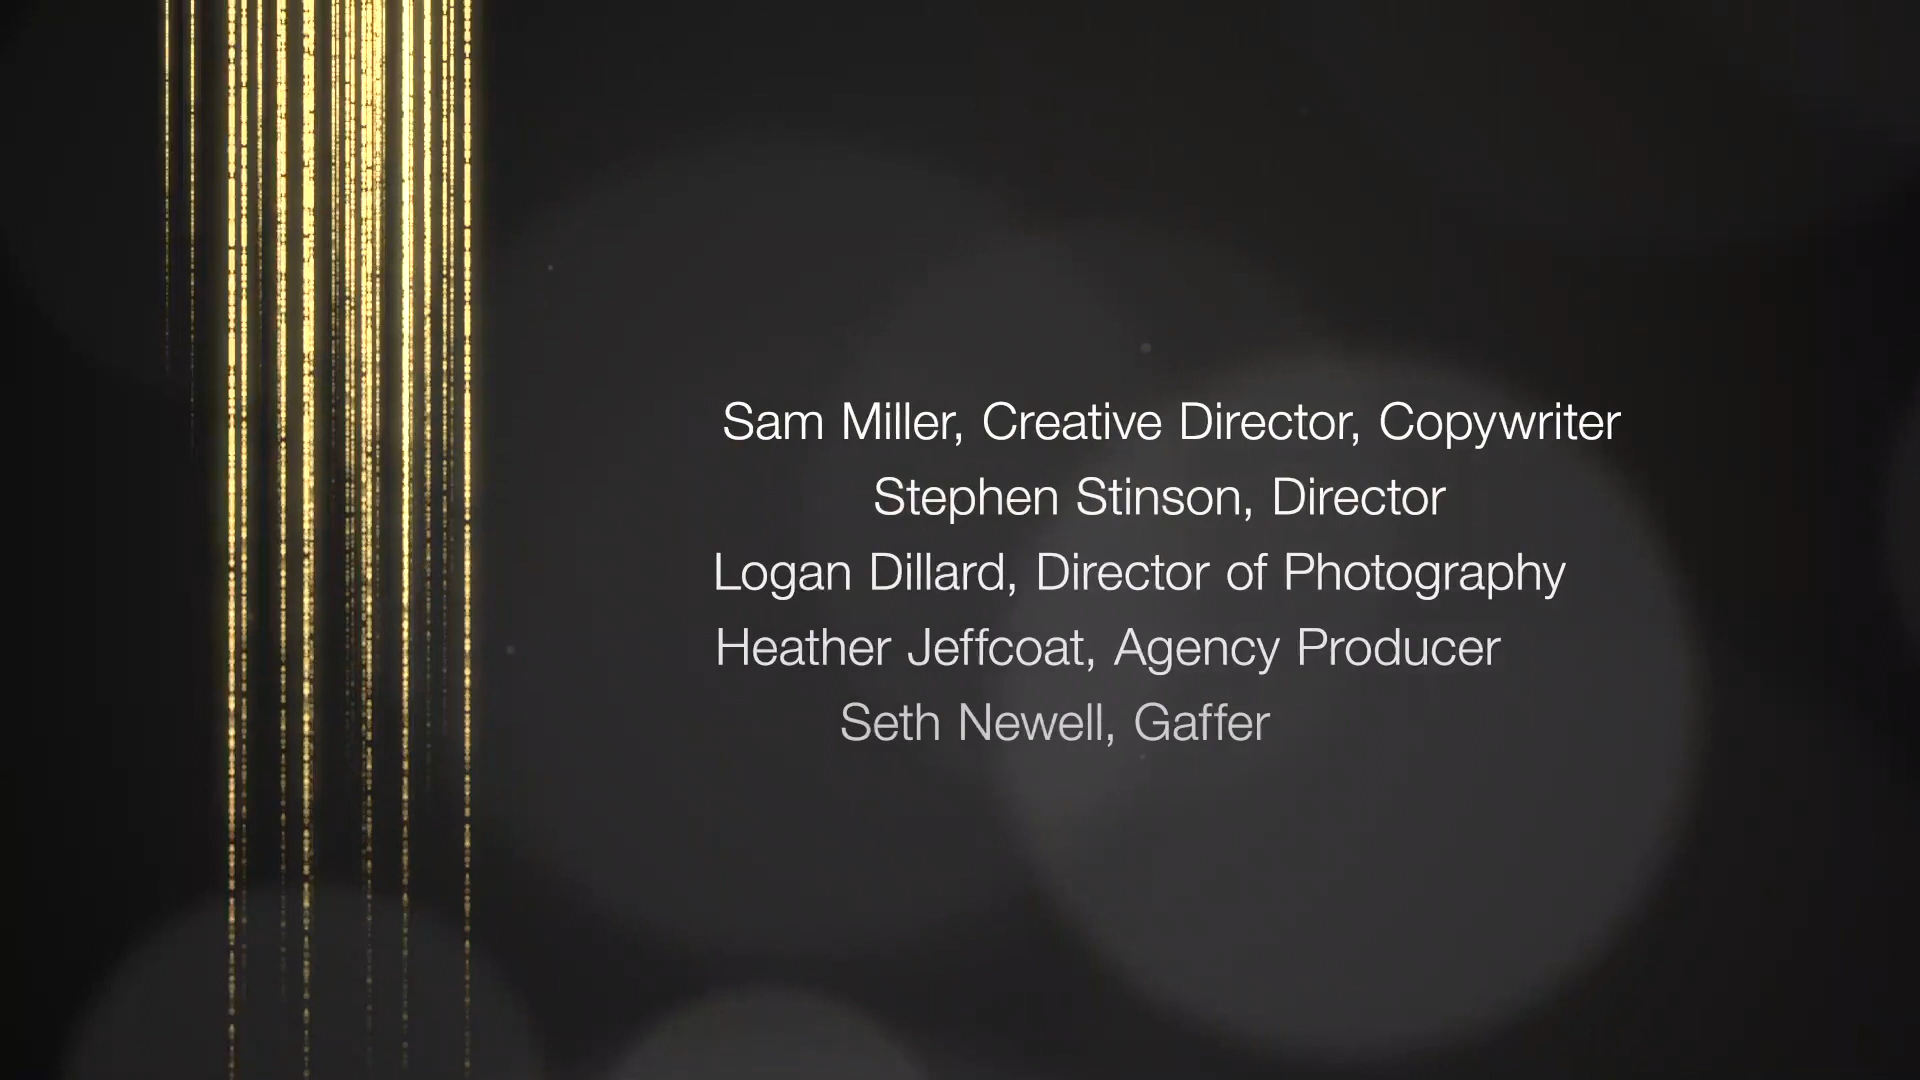 Sam Miller, Creative Director, Copywriter
Stephen Stinson, Director
Logan Dillard, Director of Photography
Heather Jeffcoat, Agency Producer
Seth Newell, Gaffer